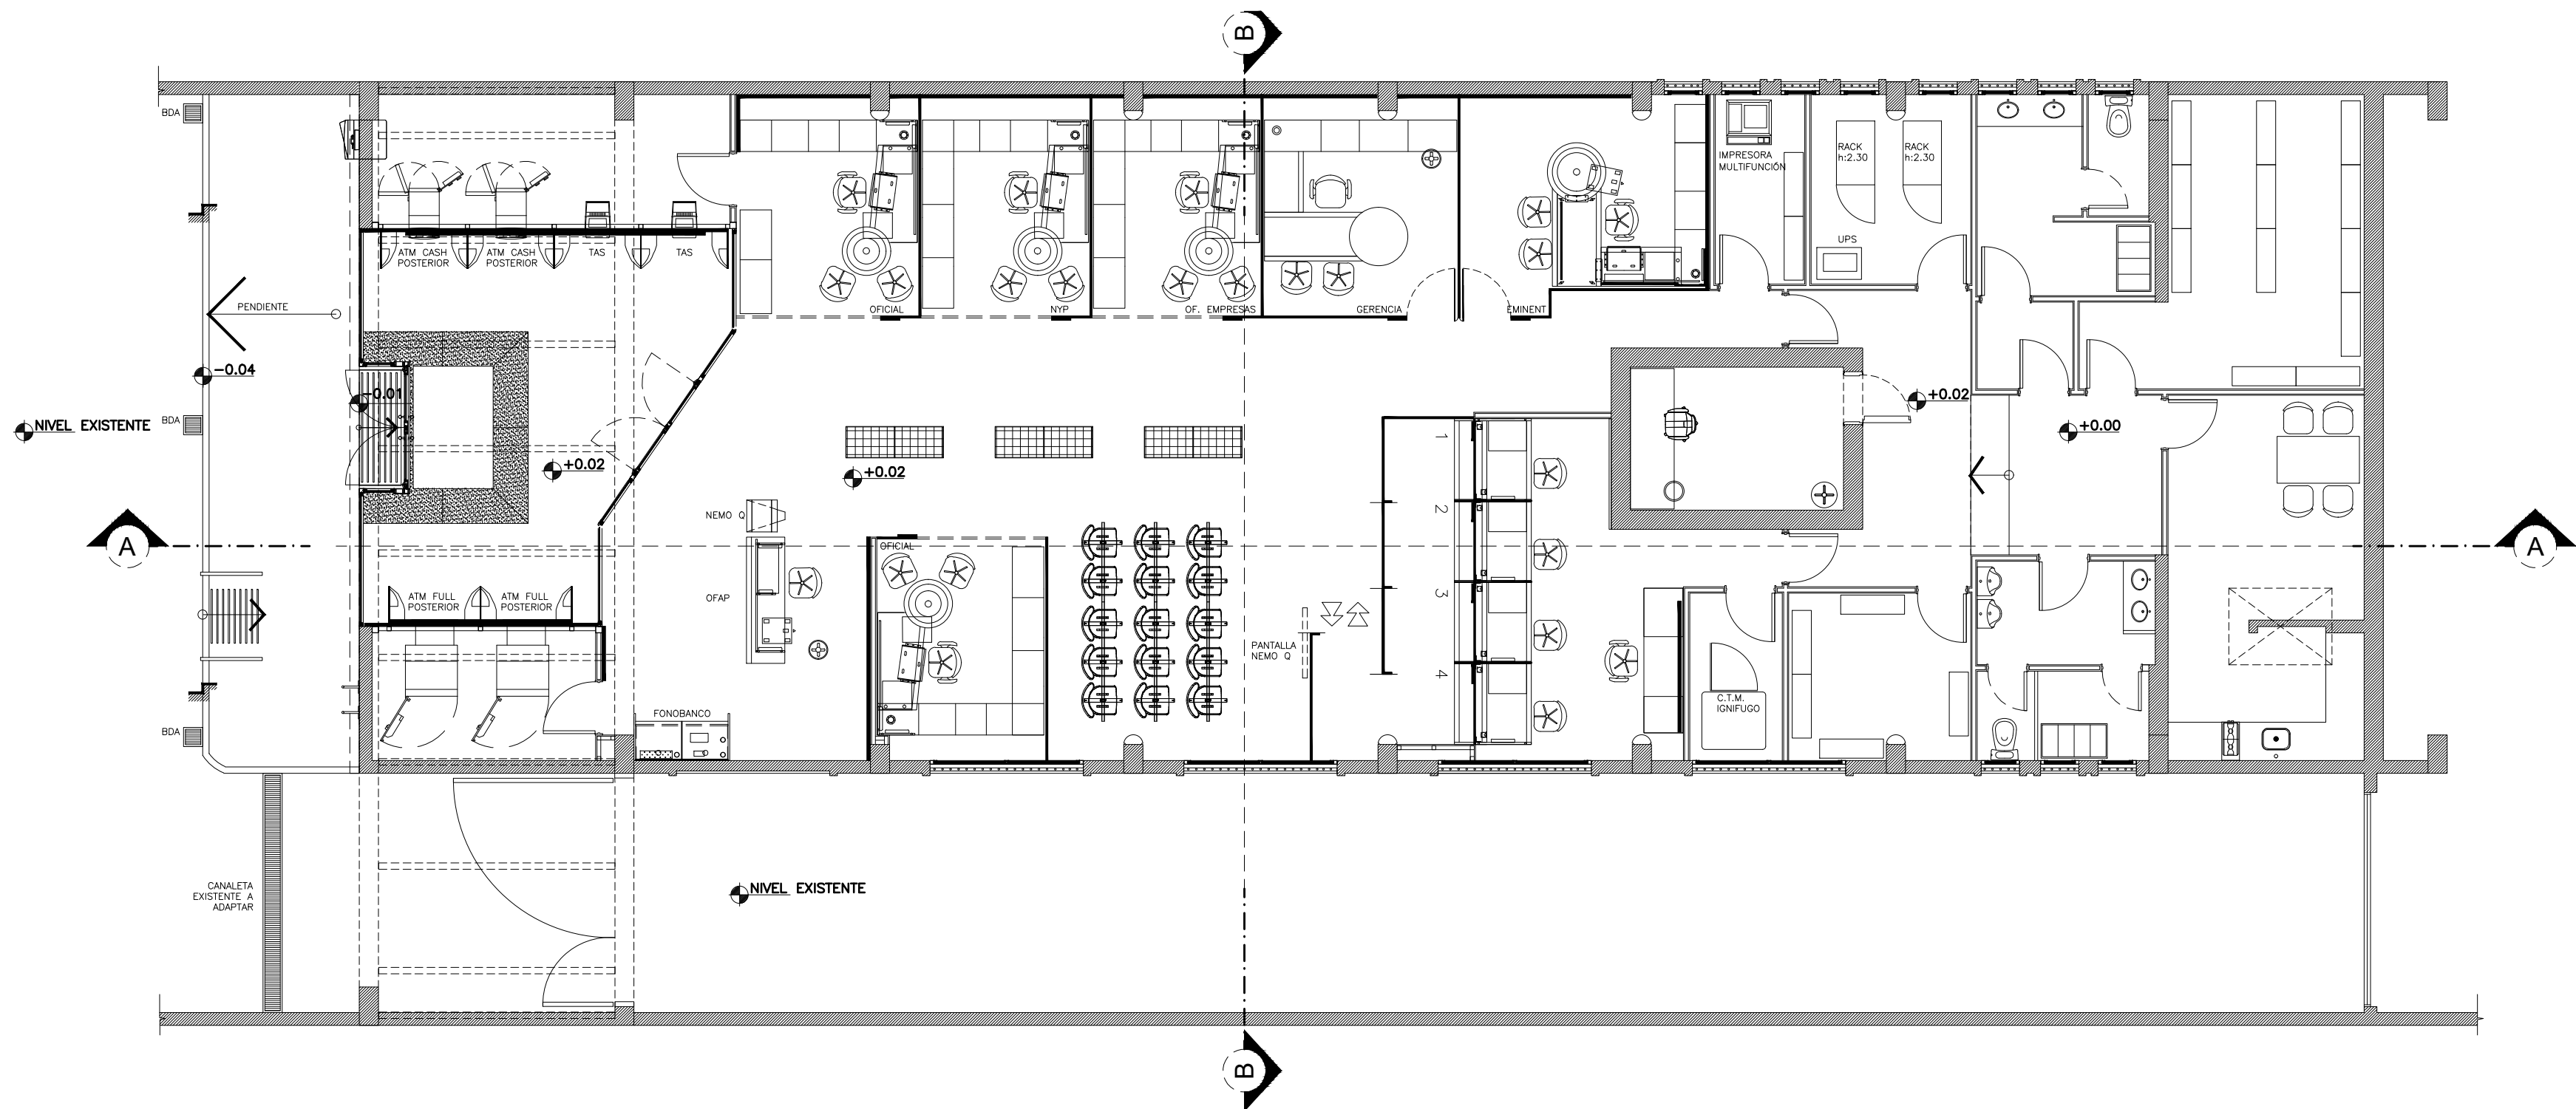 B
BDA
IMPRESORA
MULTIFUNCIÓN
RACK
h:2.30
RACK
h:2.30
UPS
ATM CASH
POSTERIOR
ATM CASH
POSTERIOR
TAS
TAS
PENDIENTE
OFICIAL
NYP
OF. EMPRESAS
GERENCIA
EMINENT
-0.04
-0.01
+0.02
BDA
NIVEL EXISTENTE
+0.00
1
+0.02
+0.02
2
NEMO Q
A
OFICIAL
A
ATM FULL
POSTERIOR
ATM FULL
POSTERIOR
OFAP
3
PANTALLA
NEMO Q
4
C.T.M.
IGNIFUGO
FONOBANCO
BDA
CANALETA
EXISTENTE A
ADAPTAR
NIVEL EXISTENTE
B